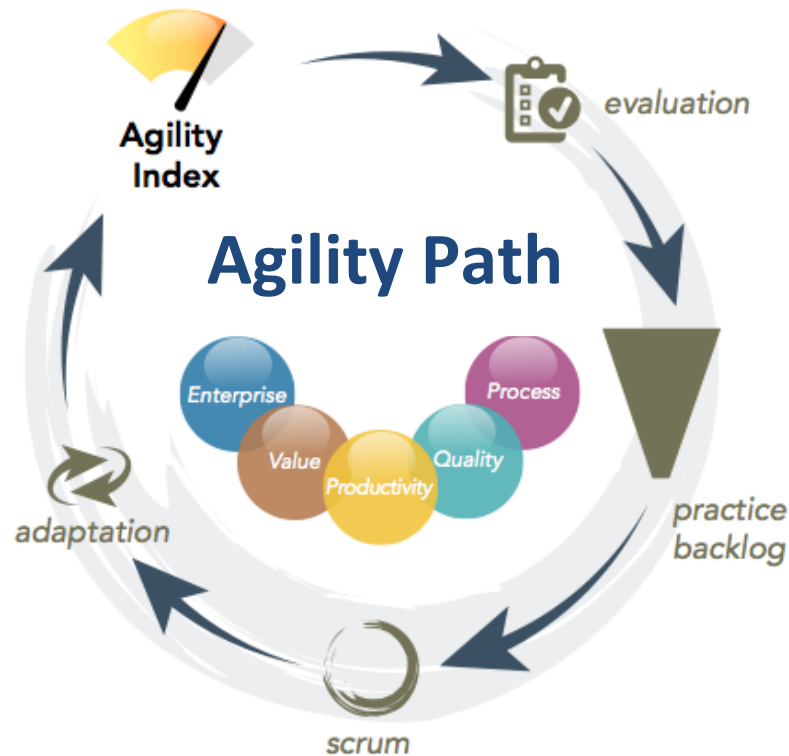 Agility
Index
evaluation
Agility Path
Enterprise
Process
Value
Quality
Productivity
practice
backlog
adaptation
scrum